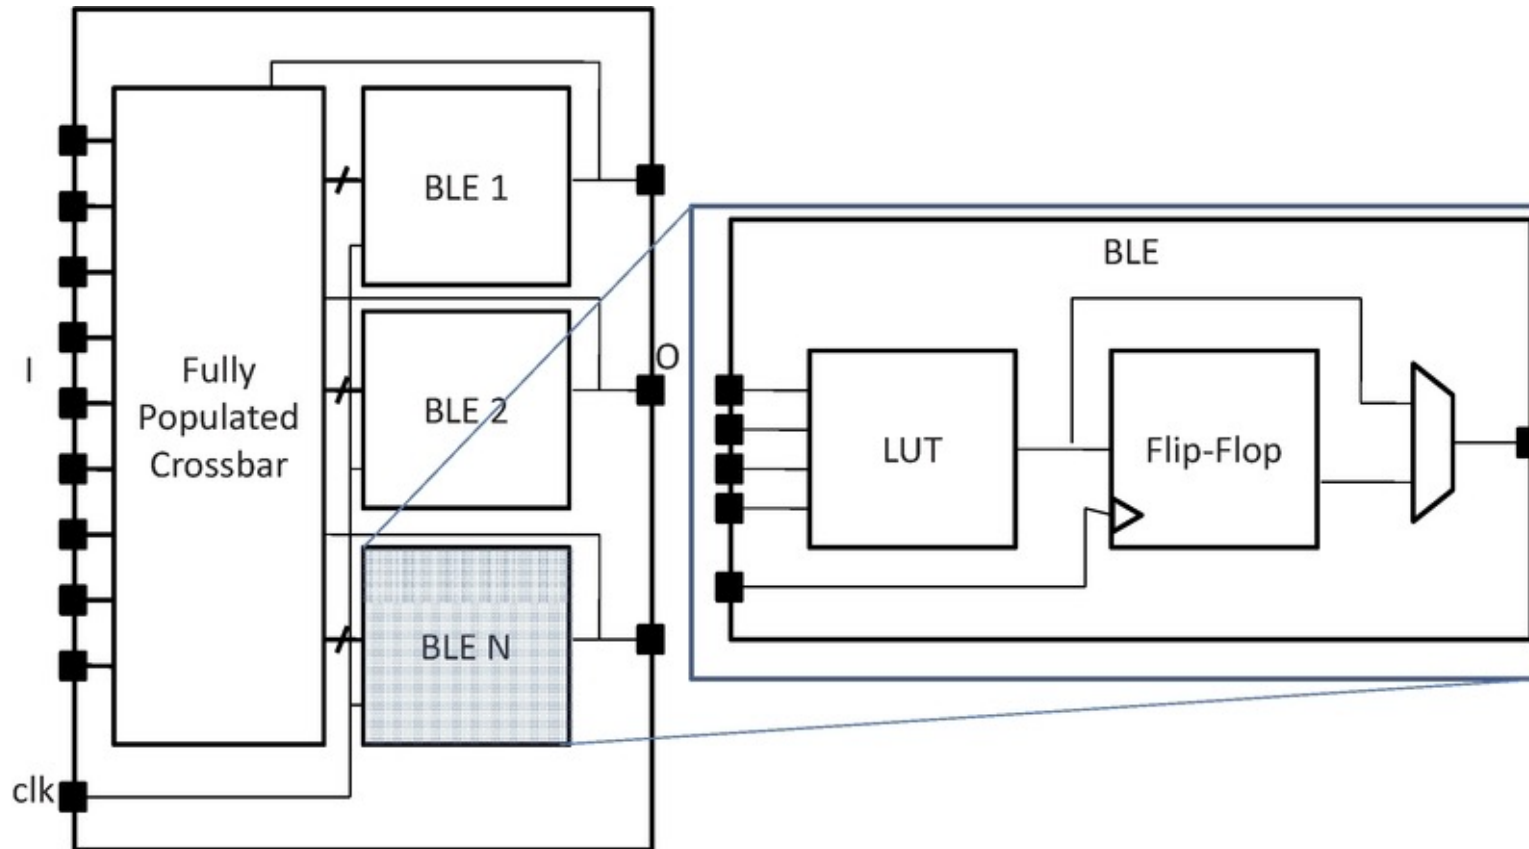 BLE 1
I
Fully
Populated
Crossbar
BLE 2
O
BLE N
clk
BLE
LUT
Flip-Flop